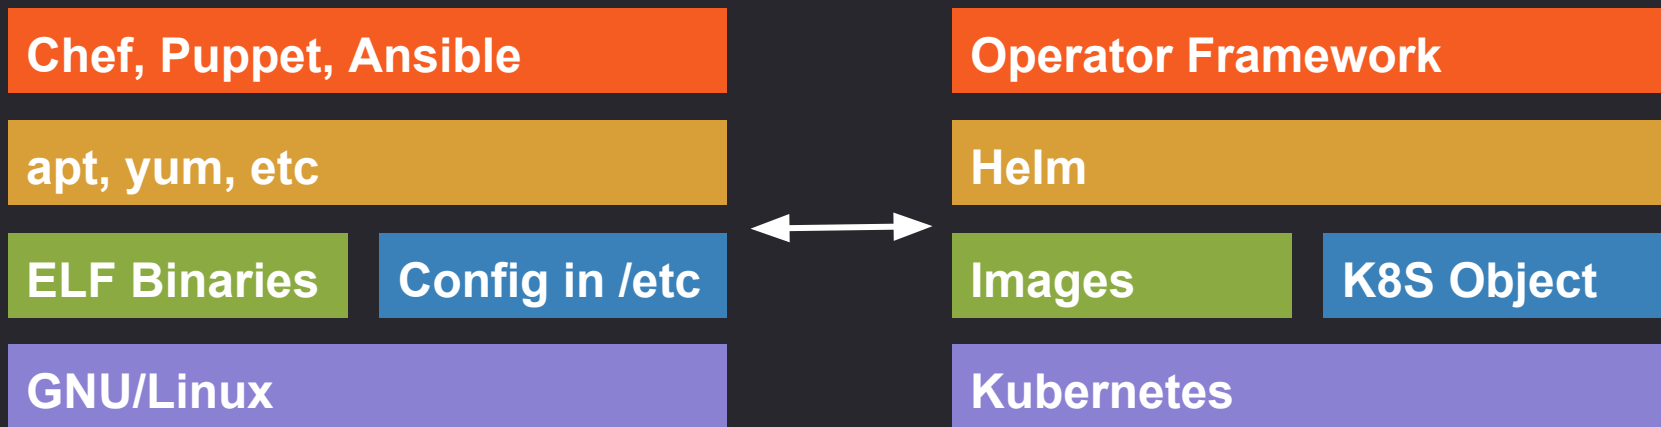 Chef, Puppet, Ansible
apt, yum, etc
ELF Binaries
Config in /etc
GNU/Linux
Operator Framework
Helm
Images
K8S Object
Kubernetes